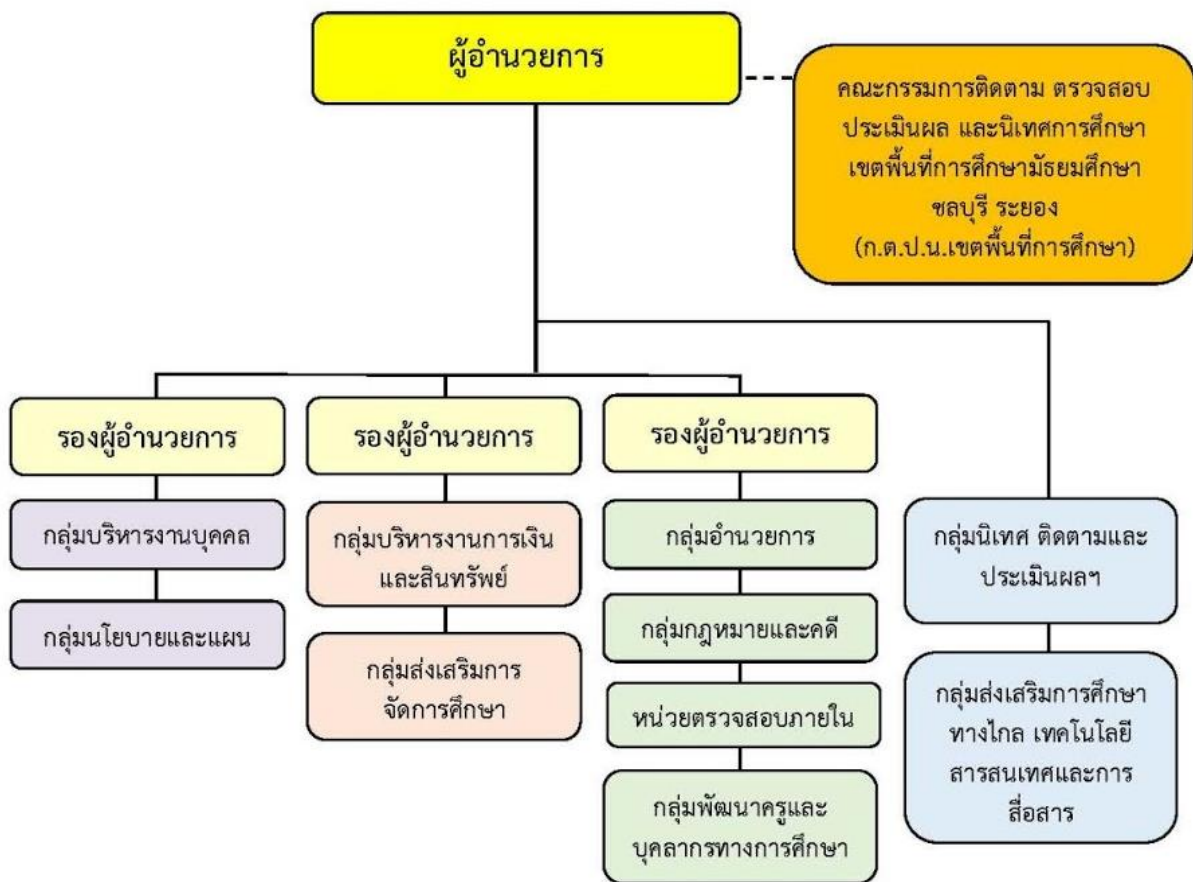 ผู้อำนวยการ
คณะกรรมการติดตาม ตรวจสอบ
ประเมินผล และนิเทศการศึกษา
เขตพื้นที่การศึกษามัธยมศึกษา
ชลบุรี ระยอง
(ก.ต.ป.น.เขตพื้นที่การศึกษา)
รองผู้อำนวยการ
กลุ่มบริหารงานบุคคล
กลุ่มนโยบายและแผน
รองผู้อำนวยการ
กลุ่มบริหารงานการเงิน
และสินทรัพย์
กลุ่มส่งเสริมการ
จัดการศึกษา
รองผู้อำนวยการ
กลุ่มอำนวยการ
กลุ่มกฎหมายและคดี
หน่วยตรวจสอบภายใน
กลุ่มพัฒนาครูและ
บุคลากรทางการศึกษา
กลุ่มนิเทศ ติดตามและ
ประเมินผลฯ
กลุ่มส่งเสริมการศึกษา
ทางไกล เทคโนโลยี
สารสนเทศและการ
สื่อสาร